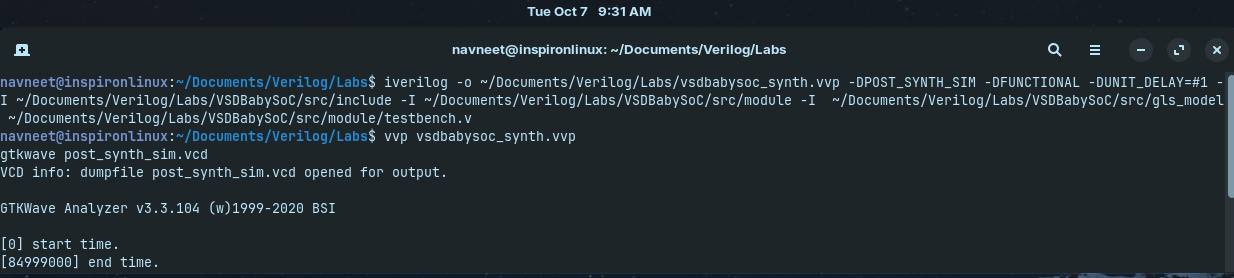 Tue Oct 7 9:31 AM
navneet@inspironlinux: ~/Documents/Verilog/Labs
navneet@inspironlinux:~/Documents/Verilog/Labs$ iverilog -o ~/Documents/Verilog/Labs/vsdbabysoc_synth.vvp -DPOST_SYNTH_SIM -DFUNCTIONAL -DUNIT_DELAY=#1 -
I ~/Documents/Verilog/Labs/VSDBabySoC/src/include -I ~/Documents/Verilog/Labs/VSDBabySoC/src/module -I  ~/Documents/Verilog/Labs/VSDBabySoC/src/gls_model
 ~/Documents/Verilog/Labs/VSDBabySoC/src/module/testbench.v
navneet@inspironlinux:~/Documents/Verilog/Labs$ vvp vsdbabysoc_synth.vvp
gtkwave post_synth_sim.vcd
VCD info: dumpfile post_synth_sim.vcd opened for output.
GTKWave Analyzer v3.3.104 (w)1999-2020 BSI
[0] start time.
[84999000] end time.